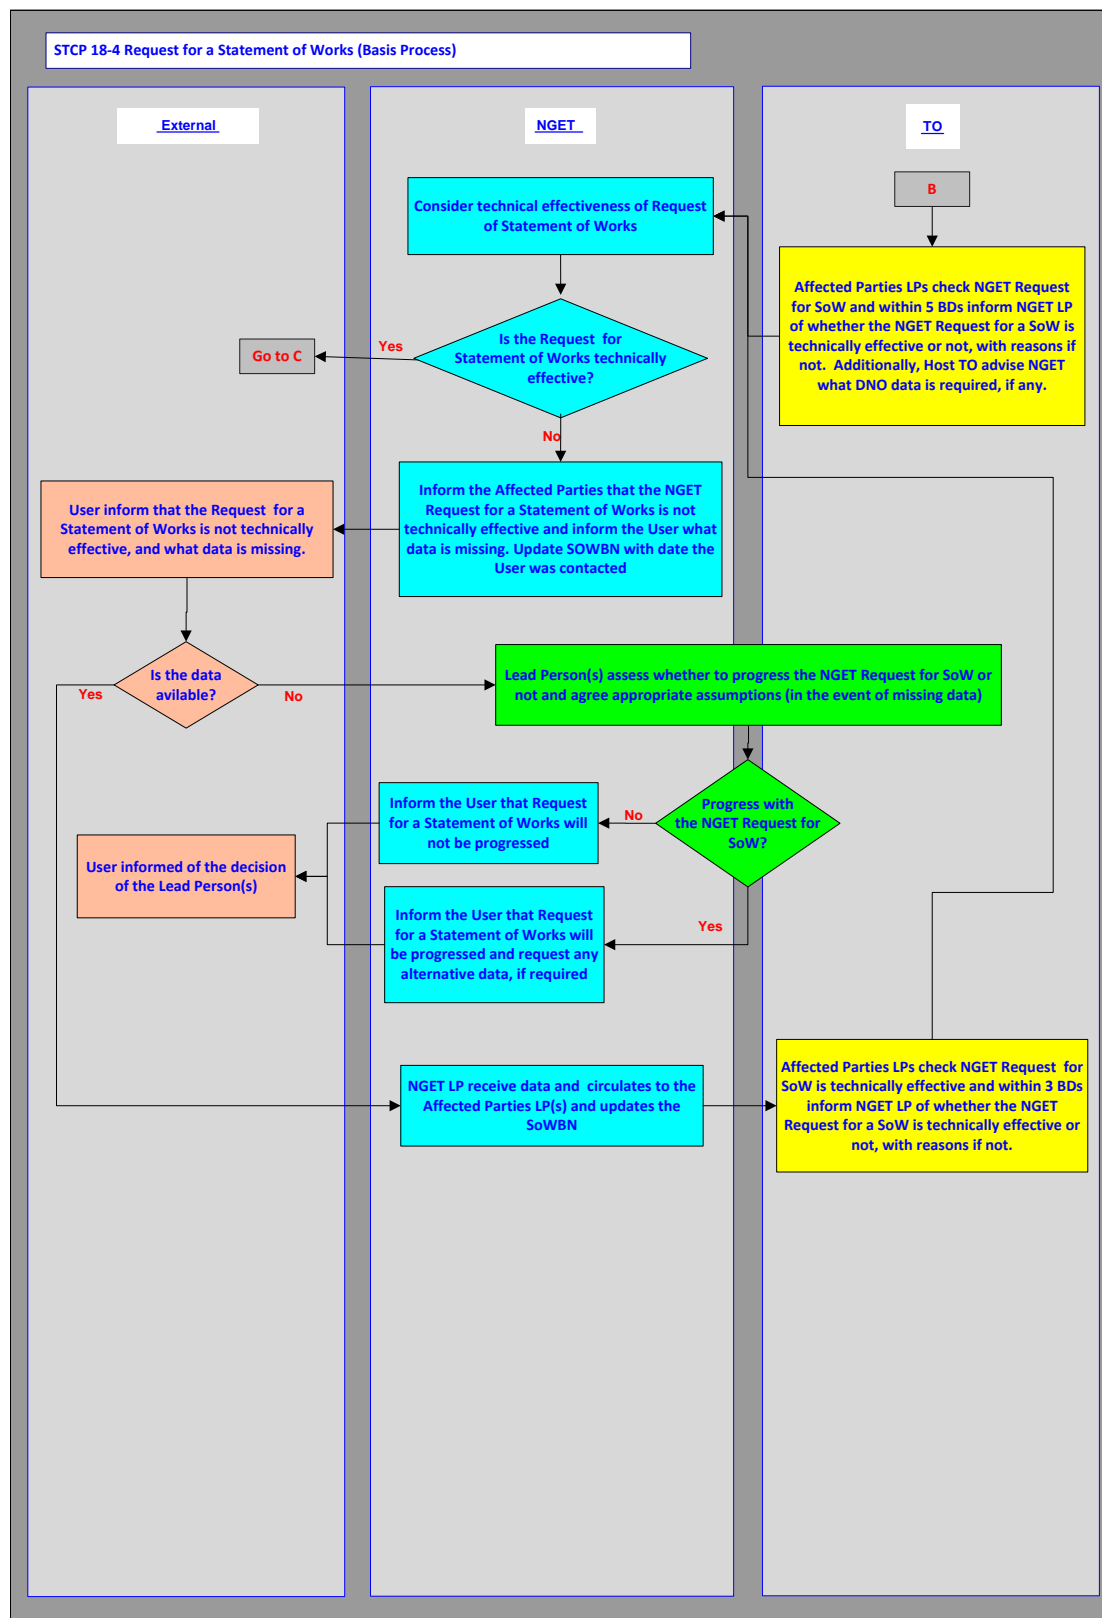 STCP 18-4 Request for a Statement of Works (Basis Process)
External
NGET
TO
B
Consider technical effectiveness of Request
of Statement of Works
Affected Parties LPs check NGET Request
for SoW and within 5 BDs inform NGET LP
of whether the NGET Request for a SoW is
technically effective or not, with reasons if
not. Additionally, Host TO advise NGET
what DNO data is required, if any.
Is the Request for
Statement of Works technically
effective?
Yes
Go to C
No
Inform the Affected Parties that the NGET
Request for a Statement of Works is not
technically effective and inform the User what
data is missing. Update SOWBN with date the
User was contacted
User inform that the Request for a
Statement of Works is not technically
effective, and what data is missing.
Is the data
avilable?
Yes
No
Lead Person(s) assess whether to progress the NGET Request for SoW or
not and agree appropriate assumptions (in the event of missing data)
Progress with
the NGET Request for
SoW?
No
Inform the User that Request
for a Statement of Works will
not be progressed
User informed of the decision
of the Lead Person(s)
Yes
Inform the User that Request
for a Statement of Works will
be progressed and request any
alternative data, if required
NGET LP receive data and circulates to the
Affected Parties LP(s) and updates the
SoWBN
Affected Parties LPs check NGET Request for
SoW is technically effective and within 3 BDs
inform NGET LP of whether the NGET
Request for a SoW is technically effective or
not, with reasons if not.